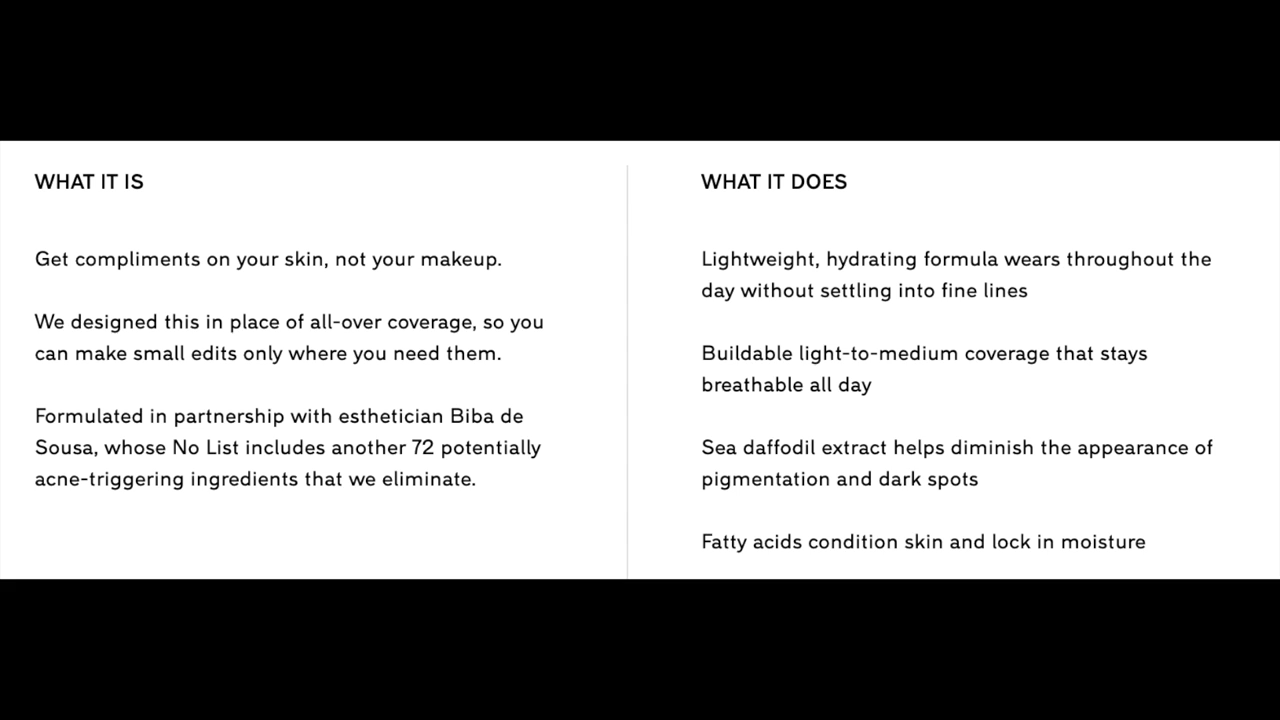 WHAT IT IS
Get compliments on your skin, not your makeup.
We designed this in place of all-over coverage, so you
can make small edits only where you need them.
Formulated in partnership with esthetician Biba de
Sousa, whose No List includes another 72 potentially
acne-triggering ingredients that we eliminate.
WHAT IT DOES
Lightweight, hydrating formula wears throughout the
day without settling into fine lines
Buildable light-to-medium coverage that stays
breathable all day
Sea daffodil extract helps diminish the appearance of
pigmentation and dark spots
Fatty acids condition skin and lock in moisture